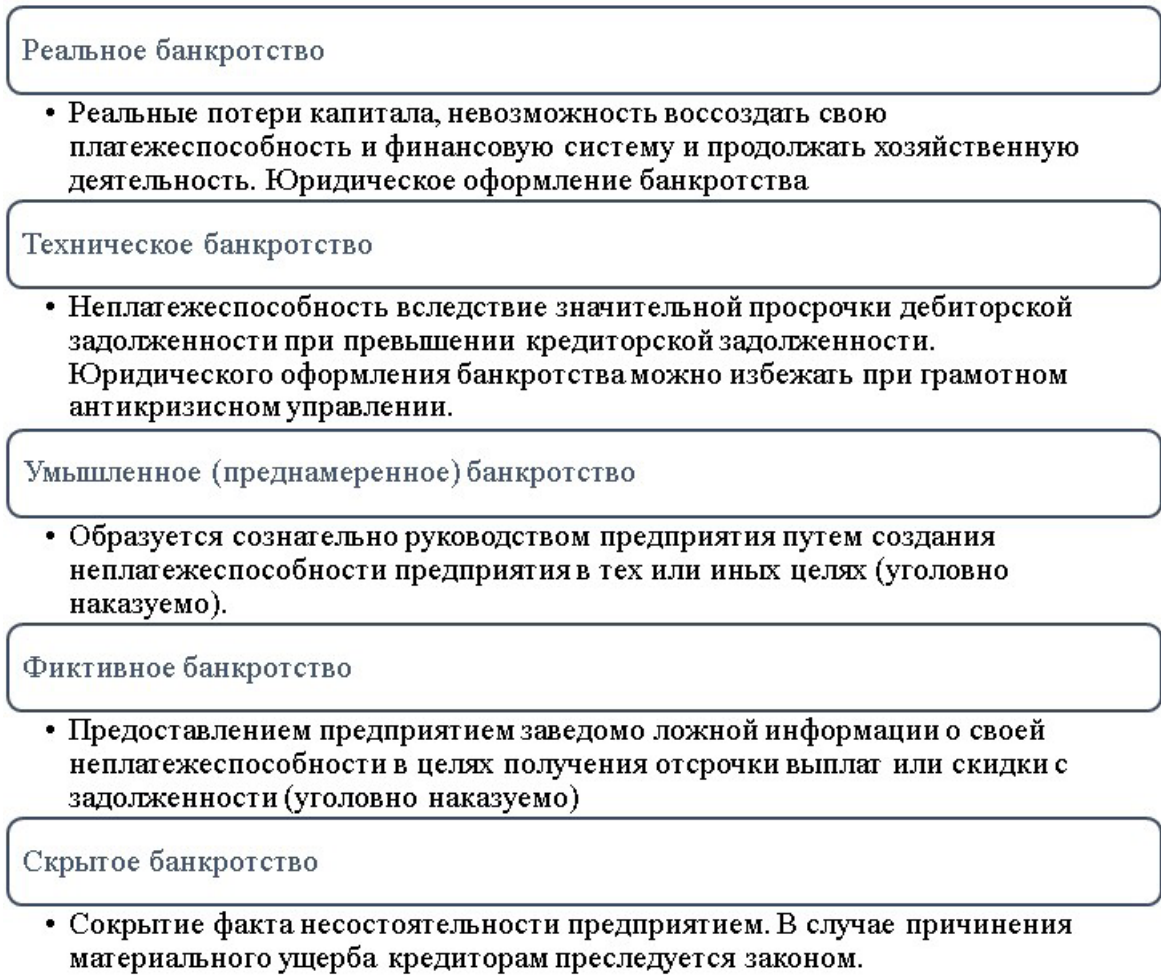 Реальное банкротство
• Реальные потери капитала, невозможность воссоздать свою
платежеспособность и финансовую систему и продолжать хозяйственную
деятельность. Юридическое оформление банкротства
Техническое банкротство
• Неплатежеспособность вследствие значительной просрочки дебиторской
задолженности при превышении кредиторской задолженности.
Юридического оформления банкротства можно избежать при грамотном
антикризисном управлении.
Умышленное (преднамеренное) банкротство
• Образуется сознательно руководством предприятия путем создания
неплатежеспособности предприятия в тех или иных целях (уголовно
наказуемо).
Фиктивное банкротство
• Предоставлением предприятием заведомо ложной информации о своей
неплатежеспособности в целях получения отсрочки выплат или скидки с
задолженности (уголовно наказуемо)
Скрытое банкротство
• Сокрытие факта несостоятельности предприятием. В случае причинения
материального ущерба кредиторам преследуется законом.